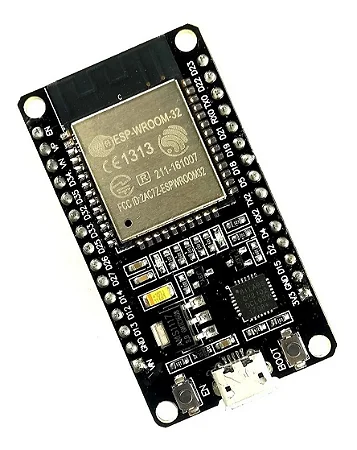 ESP-WROOM-32
CE1313
R 211-161007
FCC ID:2AC7Z-ESPWROOM32
EN
VP
VN
D34
D35
D32
D33
D25
D26
D27
D14
D12
D13
GND
VIN
D23
D22
TX0
RX0
D21
D19
D18
D5
TX2
RX2
D4
D2
D15
GND
3V3
AMS1117
EN
BOOT